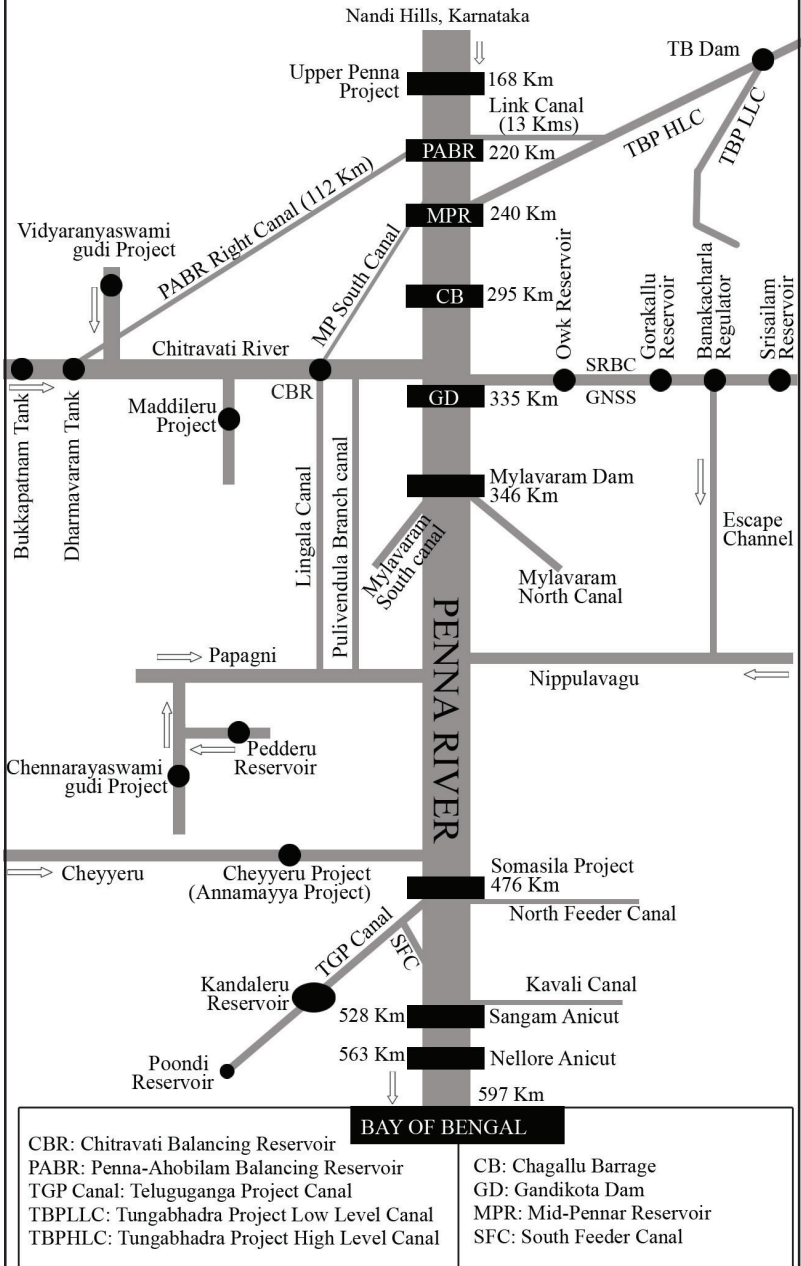 Nandi Hills, Karnataka
TB Dam
Upper Penna
Project
168 Km
Link Canal
(13 Kms)
TBP HLC
TBP LLC
PABR
220 Km
PABR Right Canal (112 Km)
MPR
240 Km
Vidyaranyaswami
gudi Project
MP South Canal
CB
295 Km
Owk Reservoir
Gorakallu
Reservoir
Banakacharla
Regulator
Srisailam
Reservoir
Chitravati River
SRBC
GNSS
CBR
GD
335 Km
Maddileru
Project
Bukkapatnam Tank
Dharmavaram Tank
Lingala Canal
Pulivendula Branch canal
Mylavaram Dam
346 Km
Mylavaram
South canal
Mylavaram
North Canal
Escape
Channel
PENNA RIVER
Papagni
Nippulavagu
Pedderu
Reservoir
Chennarayaswami
gudi Project
Cheyyeru
Cheyyeru Project
(Annamayya Project)
Somasila Project
476 Km
North Feeder Canal
TGP Canal
SFC
Kandaleru
Reservoir
Kavali Canal
528 Km
Sangam Anicut
563 Km
Nellore Anicut
Poondi
Reservoir
597 Km
BAY OF BENGAL
CBR: Chitravati Balancing Reservoir
PABR: Penna-Ahobilam Balancing Reservoir
TGP Canal: Teluguganga Project Canal
TBPLLC: Tungabhadra Project Low Level Canal
TBPHLC: Tungabhadra Project High Level Canal
CB: Chagallu Barrage
GD: Gandikota Dam
MPR: Mid-Pennar Reservoir
SFC: South Feeder Canal